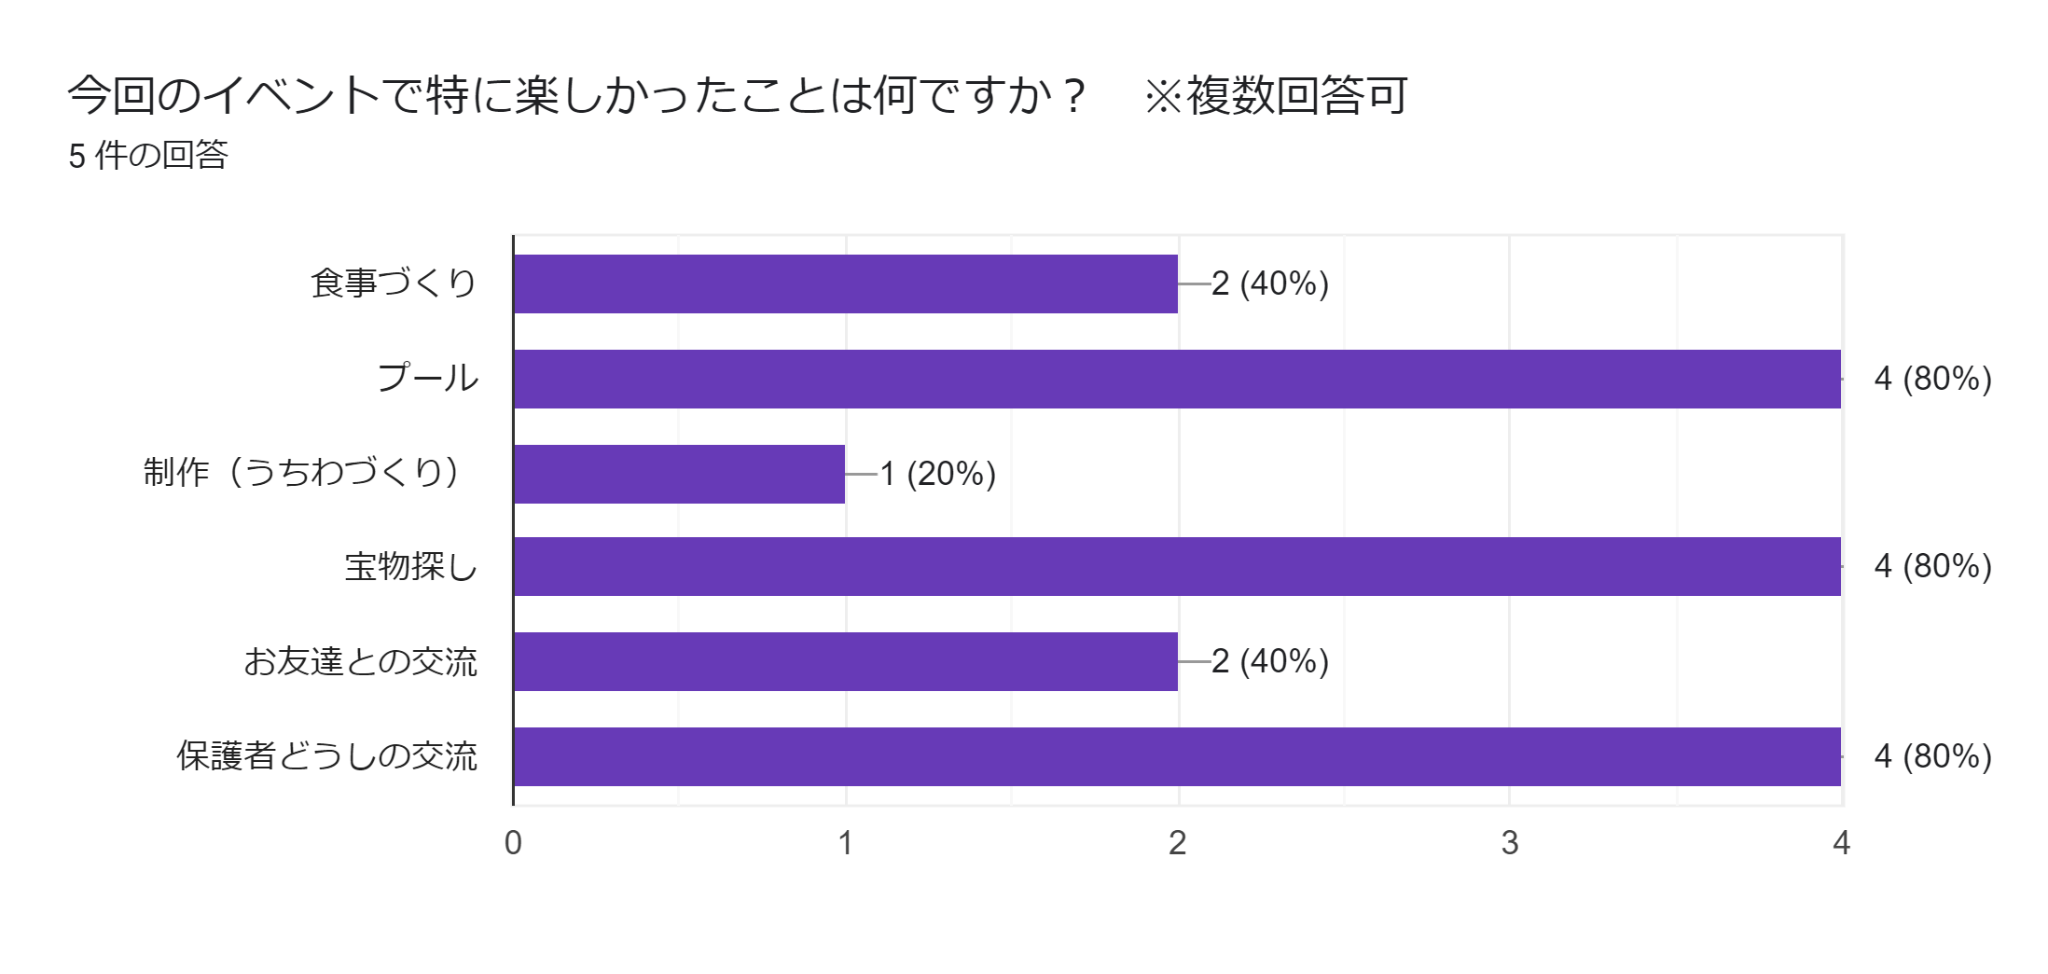 今回のイベントで特に楽しかったことは何ですか？　※複数回答可
5 件の回答
食事づくり
2 (40%)
プール
4 (80%)
制作（うちわづくり）
1 (20%)
宝物探し
4 (80%)
お友達との交流
2 (40%)
保護者どうしの交流
4 (80%)
0 1 2 3 4